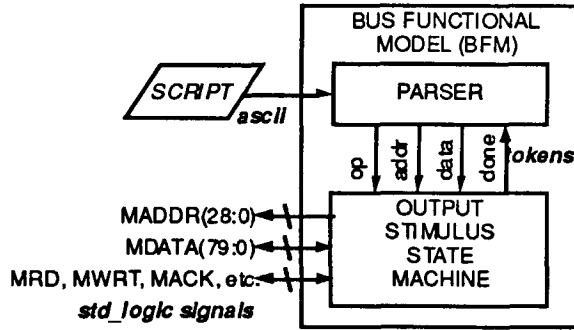 BUS FUNCTIONAL
MODEL (BFM)
SCRIPT
ascii
PARSER
op
addr
data
done
tokens
MADDR(28:0)
MDATA(79:0)
MRD, MWRT, MACK, etc.
std_logic signals
OUTPUT
STIMULUS
STATE
MACHINE